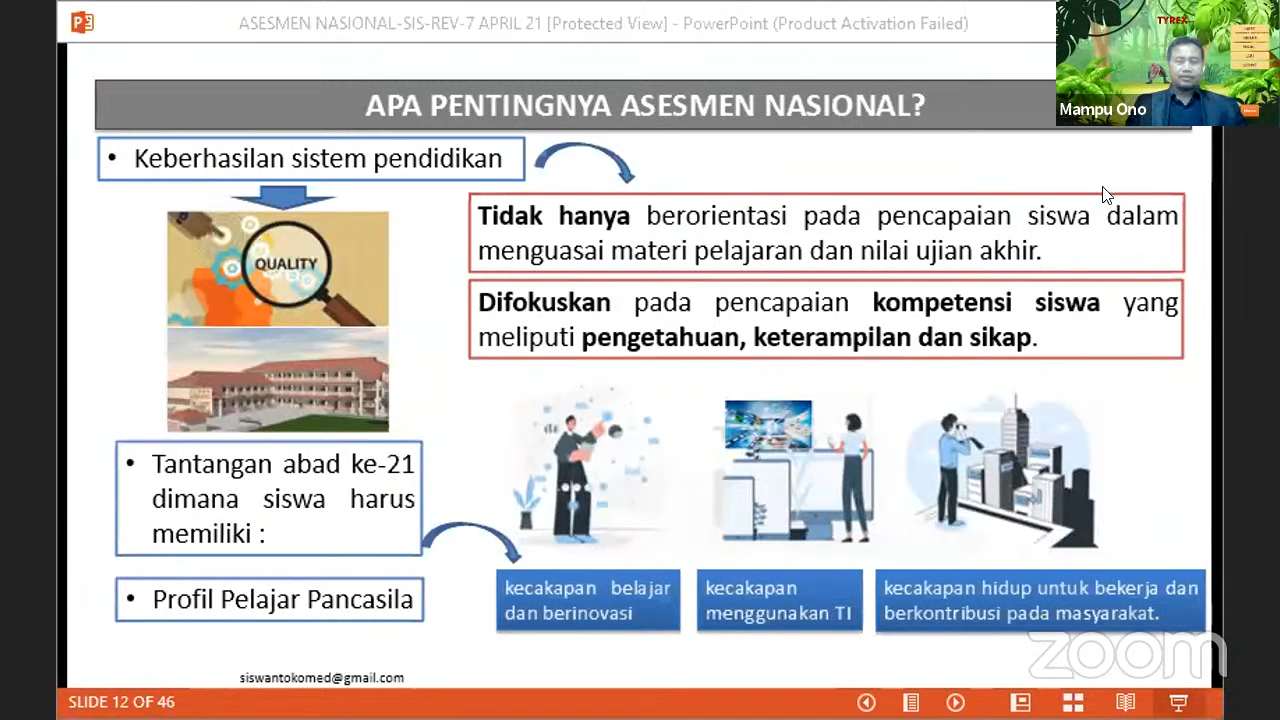 ASESMEN NASIONAL-SIS-REV-7 APRIL 21 [Protected View] - PowerPoint (Product Activation Failed)
TYREX
Mampu Ono
APA PENTINGNYA ASESMEN NASIONAL?
• Keberhasilan sistem pendidikan
Tidak hanya berorientasi pada pencapaian siswa dalam
menguasai materi pelajaran dan nilai ujian akhir.
QUALITY
Difokuskan pada pencapaian kompetensi siswa yang
meliputi pengetahuan, keterampilan dan sikap.
• Tantangan abad ke-21
dimana siswa harus
memiliki :
• Profil Pelajar Pancasila
kecakapan belajar
dan berinovasi
kecakapan
menggunakan TI
kecakapan hidup untuk bekerja dan
berkontribusi pada masyarakat.
zoom
siswantokomed@gmail.com
SLIDE 12 OF 46